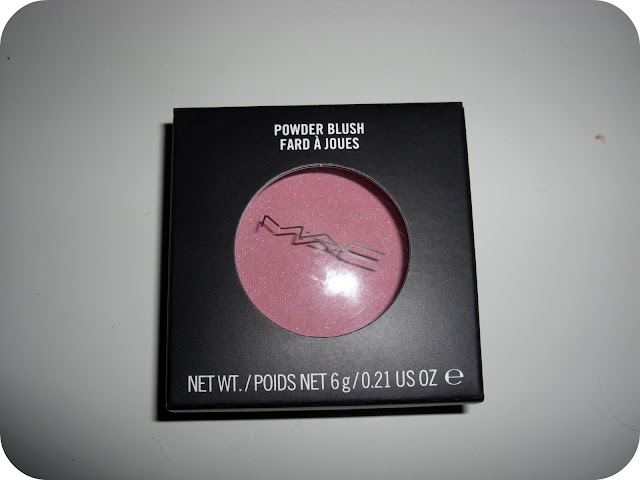 POWDER BLUSH
FARD À JOUES
MAC
NET WT. / POIDS NET 6 g / 0.21 US OZ ℮